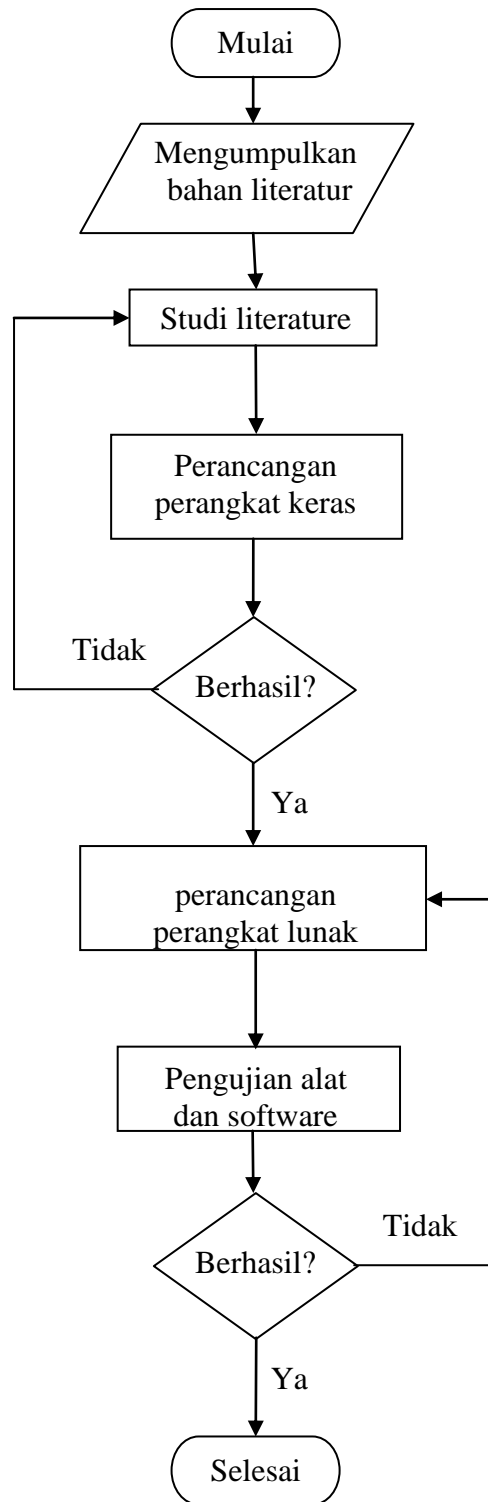 Mulai
Mengumpulkan
bahan literatur
Studi literature
Perancangan
perangkat keras
Tidak
Berhasil?
Ya
perancangan
perangkat lunak
Pengujian alat
dan software
Tidak
Berhasil?
Ya
Selesai